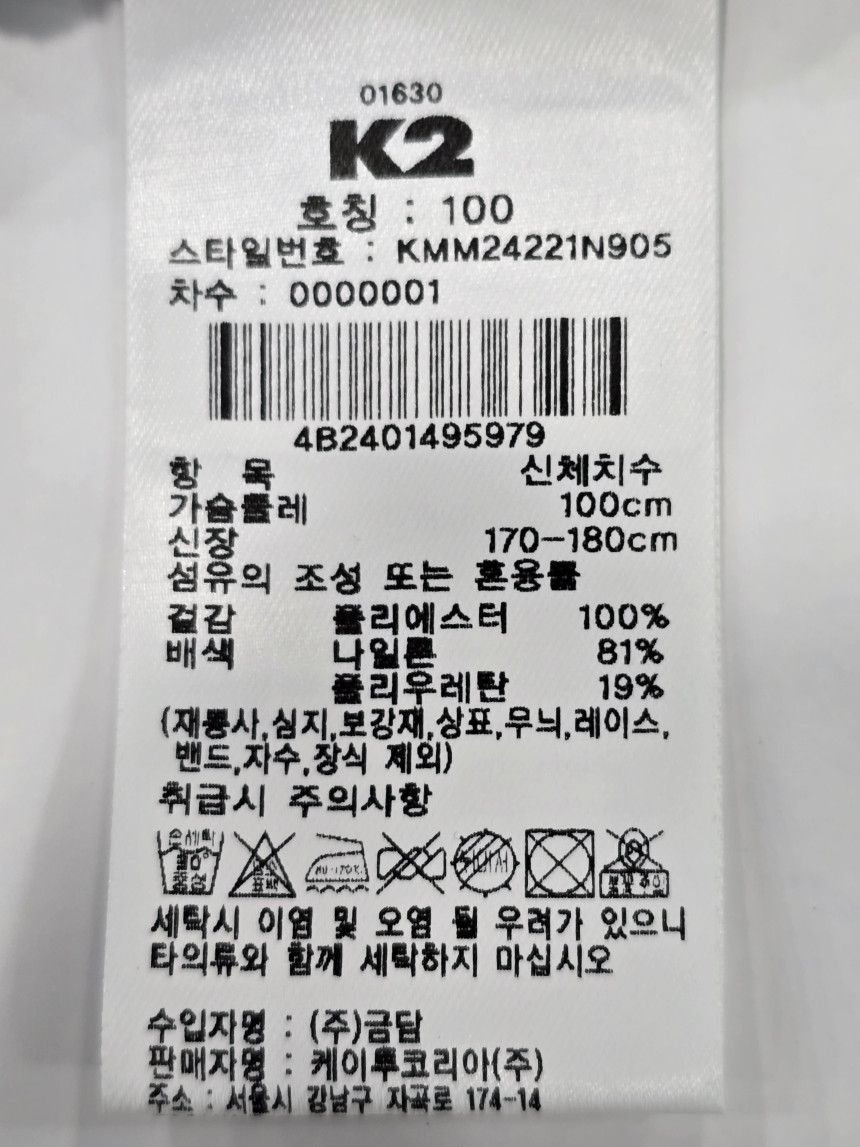 01630
K2
호칭 : 100
스타일번호 : KMM24221N905
차수 : 0000001
4B2401495979
항 목 신체치수
가슴둘레 100cm
신장 170-180cm
섬유의 조성 또는 혼용률
겉감 폴리에스터 100%
배색 나일론 81%
폴리우레탄 19%
(재봉사,심지,보강재,상표,무늬,레이스,
밴드,자수,장식 제외)
취급시 주의사항
손세탁
중성
세탁시 이염 및 오염 될 우려가 있으니
타의류와 함께 세탁하지 마십시오
수입자명 : (주)금담
판매자명 : 케이투코리아(주)
주소 : 서울시 강남구 자곡로 174-14